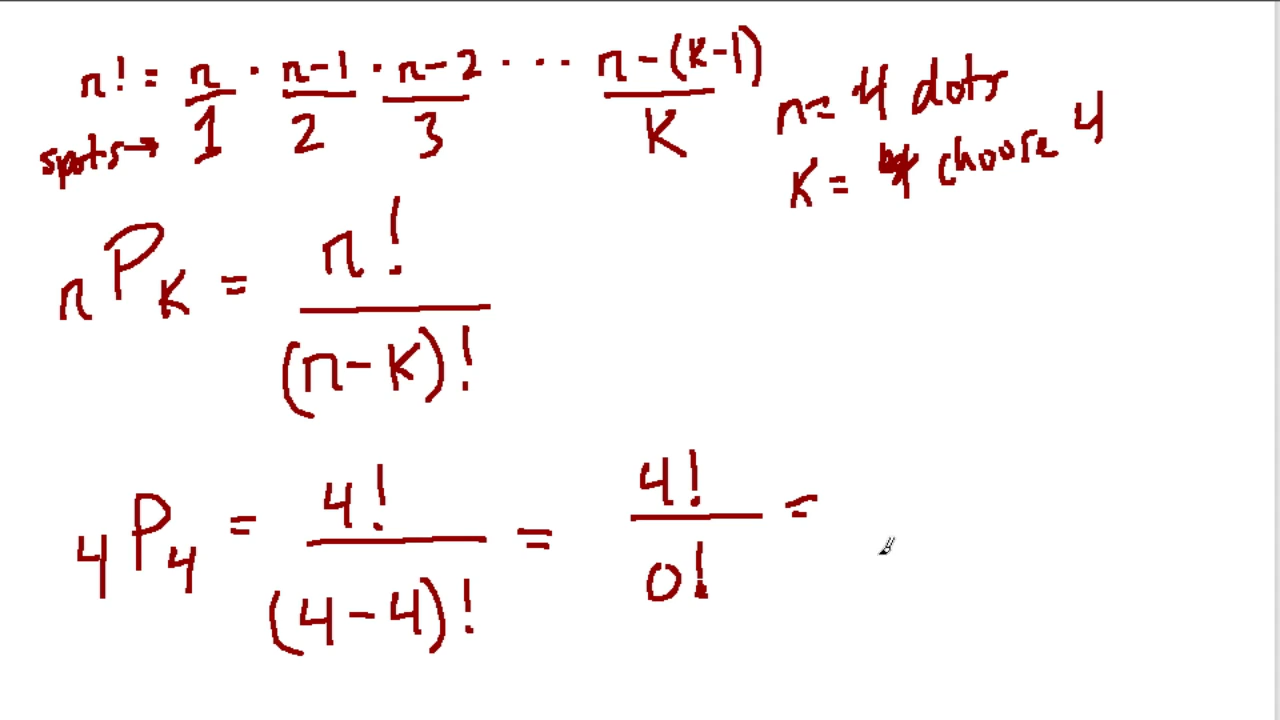 n! = n/1 · n-1/2 · n-2/3 · · · n-(k-1)/K
spots→
n= 4 dots
K= choose 4
nPK = n!/(n-K)!
4P4 = 4!/(4-4)! = 4!/0! =